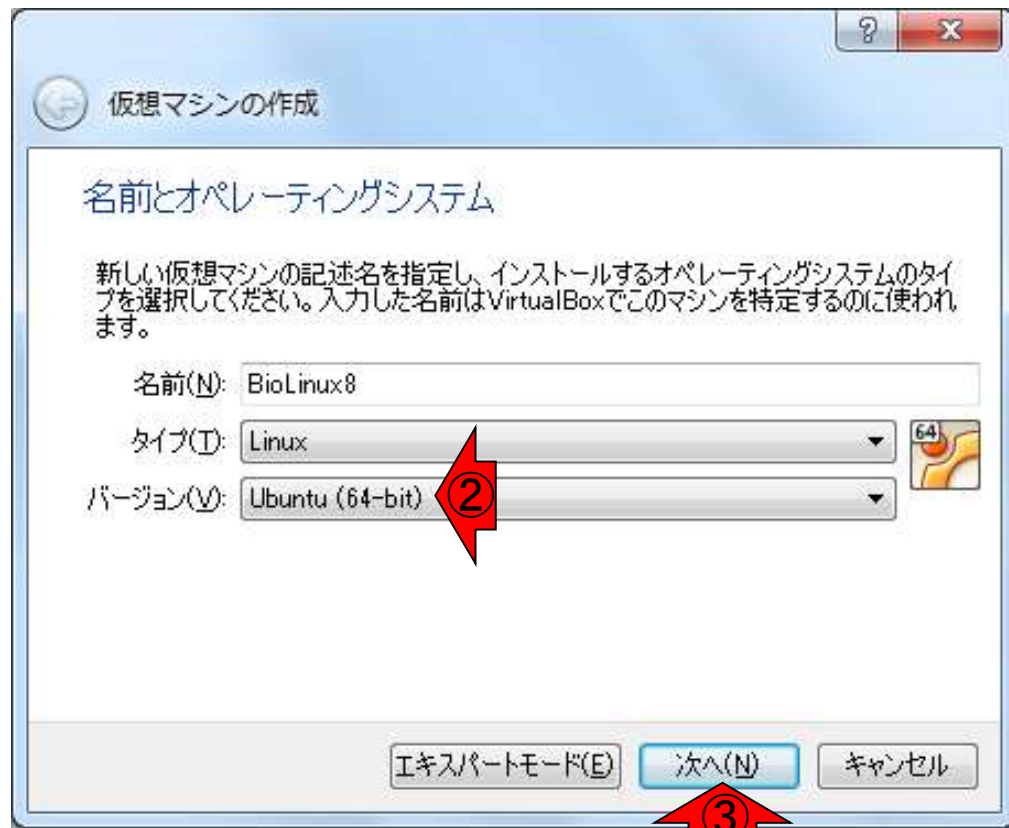 ?
X
仮想マシンの作成
名前とオペレーティングシステム
新しい仮想マシンの記述名を指定し、インストールするオペレーティングシステムのタイ
プを選択してください。入力した名前はVirtualBoxでこのマシンを特定するのに使われ
ます。
名前(N): BioLinux8
タイプ(T): Linux
64
バージョン(V): Ubuntu (64-bit)
②
エキスパートモード(E) 次へ(N) キャンセル
③